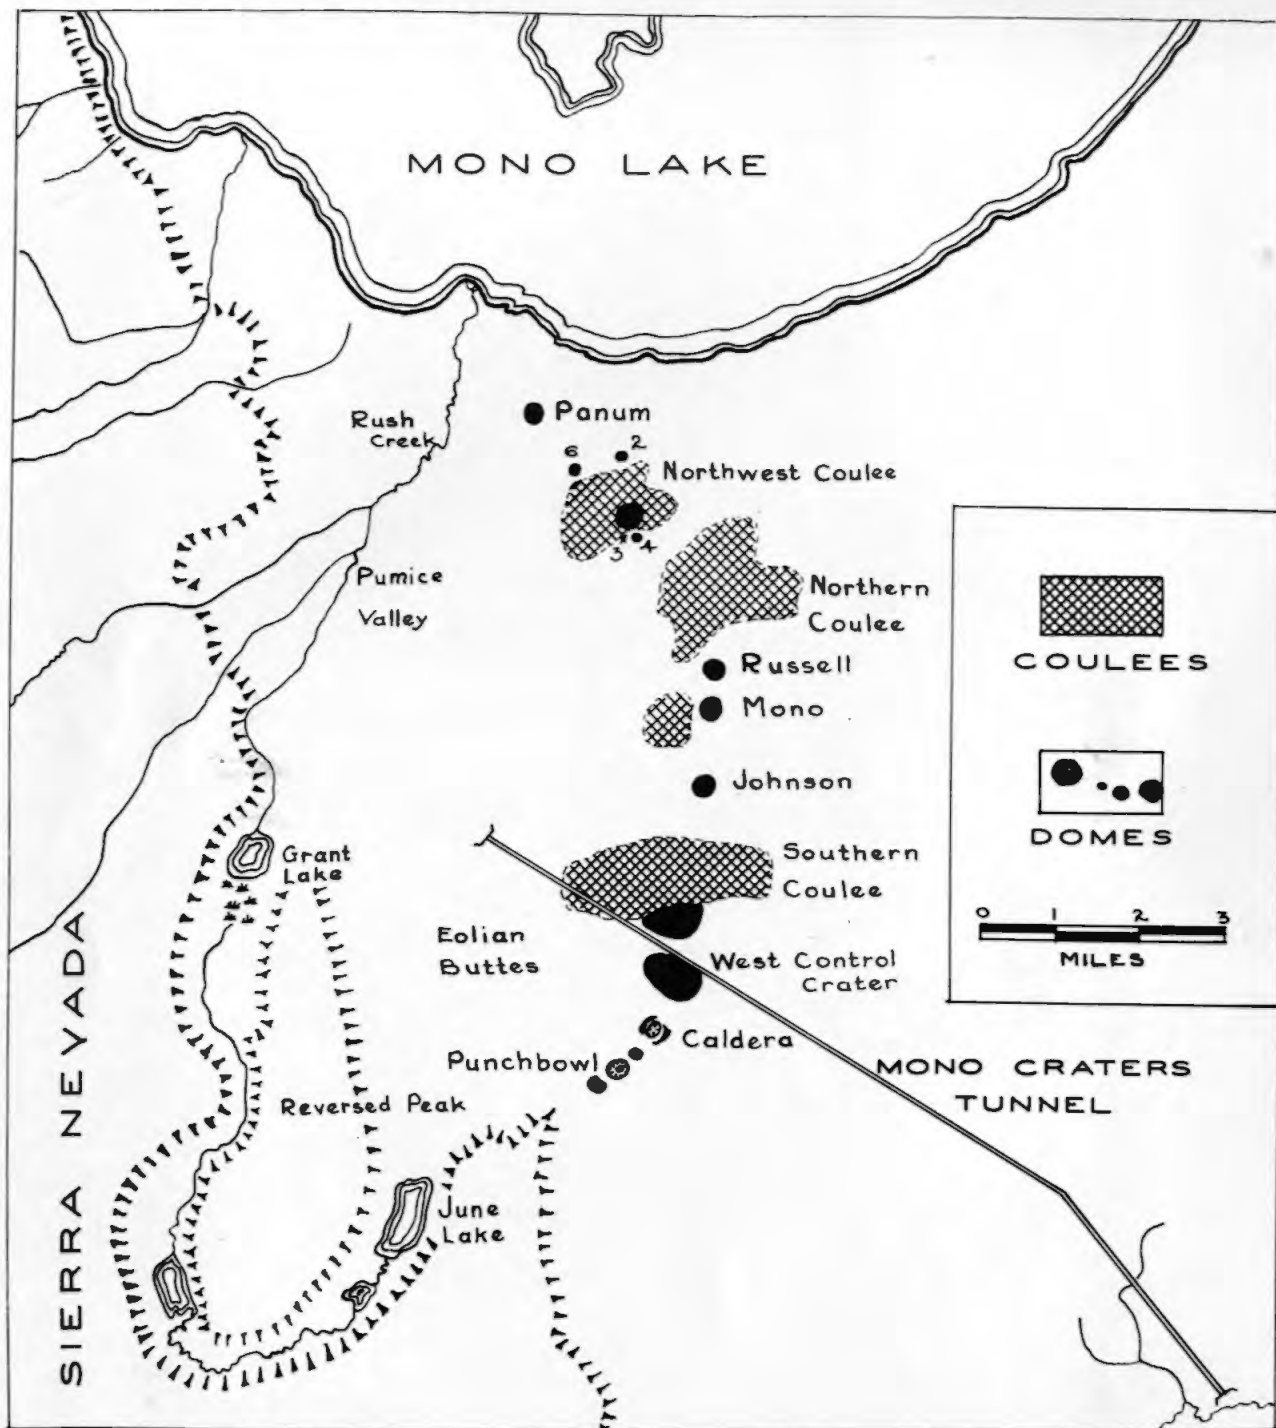 MONO LAKE
Panum
Rush
Creek
6
2
Northwest Coulee
3
4
Pumice
Valley
Northern
Coulee
COULEES
Russell
Mono
Johnson
DOMES
Grant
Lake
Southern
Coulee
0 1 2 3
MILES
Eolian
Buttes
West Control
Crater
Caldera
Punchbowl
MONO CRATERS
TUNNEL
Reversed Peak
June
Lake
SIERRA NEVADA